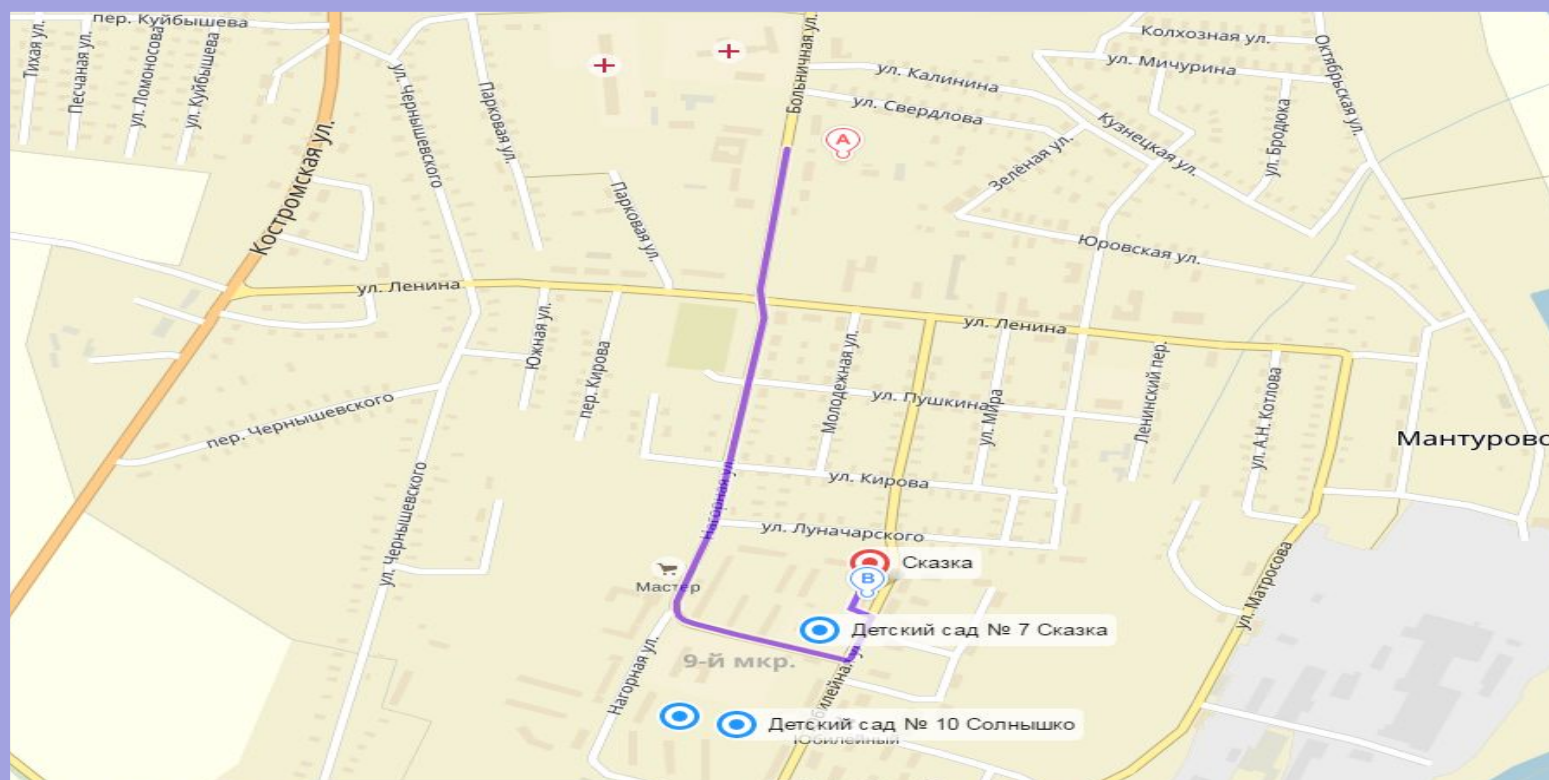 пер. Куйбышева
Тихая ул.
Песчаная ул.
ул. Ломоносова
ул. Куйбышева
Костромская ул.
ул. Чернышевского
Парковая ул.
Парковая ул.
Больничная ул.
ул. Калинина
ул. Свердлова
A
Колхозная ул.
ул. Мичурина
Октябрьская ул.
Кузнецкая ул.
ул. Бродюка
Зелёная ул.
Юровская ул.
ул. Ленина
ул. Ленина
Южная ул.
пер. Кирова
Молодежная ул.
ул. Пушкина
ул. Мира
Ленинский пер.
ул. А.Н. Котлова
пер. Чернышевского
Мантурово
ул. Чернышевского
Нагорная ул.
ул. Кирова
ул. Луначарского
Сказка
B
Мастер
ул. Матросова
Детский сад № 7 Сказка
9-й мкр.
Нагорная ул.
Детский сад № 10 Солнышко
Юбилейный